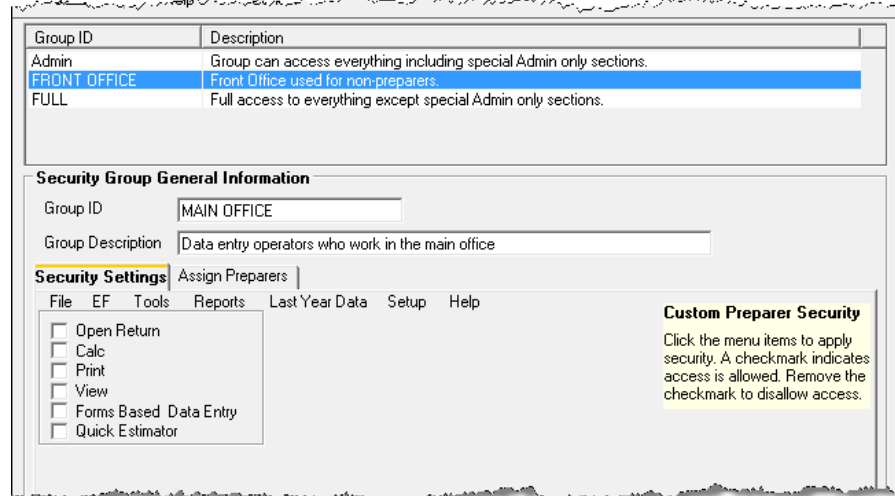 Group ID Description
Admin Group can access everything including special Admin only sections.
FRONT OFFICE Front Office used for non-preparers.
FULL Full access to everything except special Admin only sections.
Security Group General Information
Group ID MAIN OFFICE
Group Description Data entry operators who work in the main office
Security Settings Assign Preparers
File EF Tools Reports Last Year Data Setup Help
Open Return
Calc
Print
View
Forms Based Data Entry
Quick Estimator
Custom Preparer Security
Click the menu items to apply
security. A checkmark indicates
access is allowed. Remove the
checkmark to disallow access.